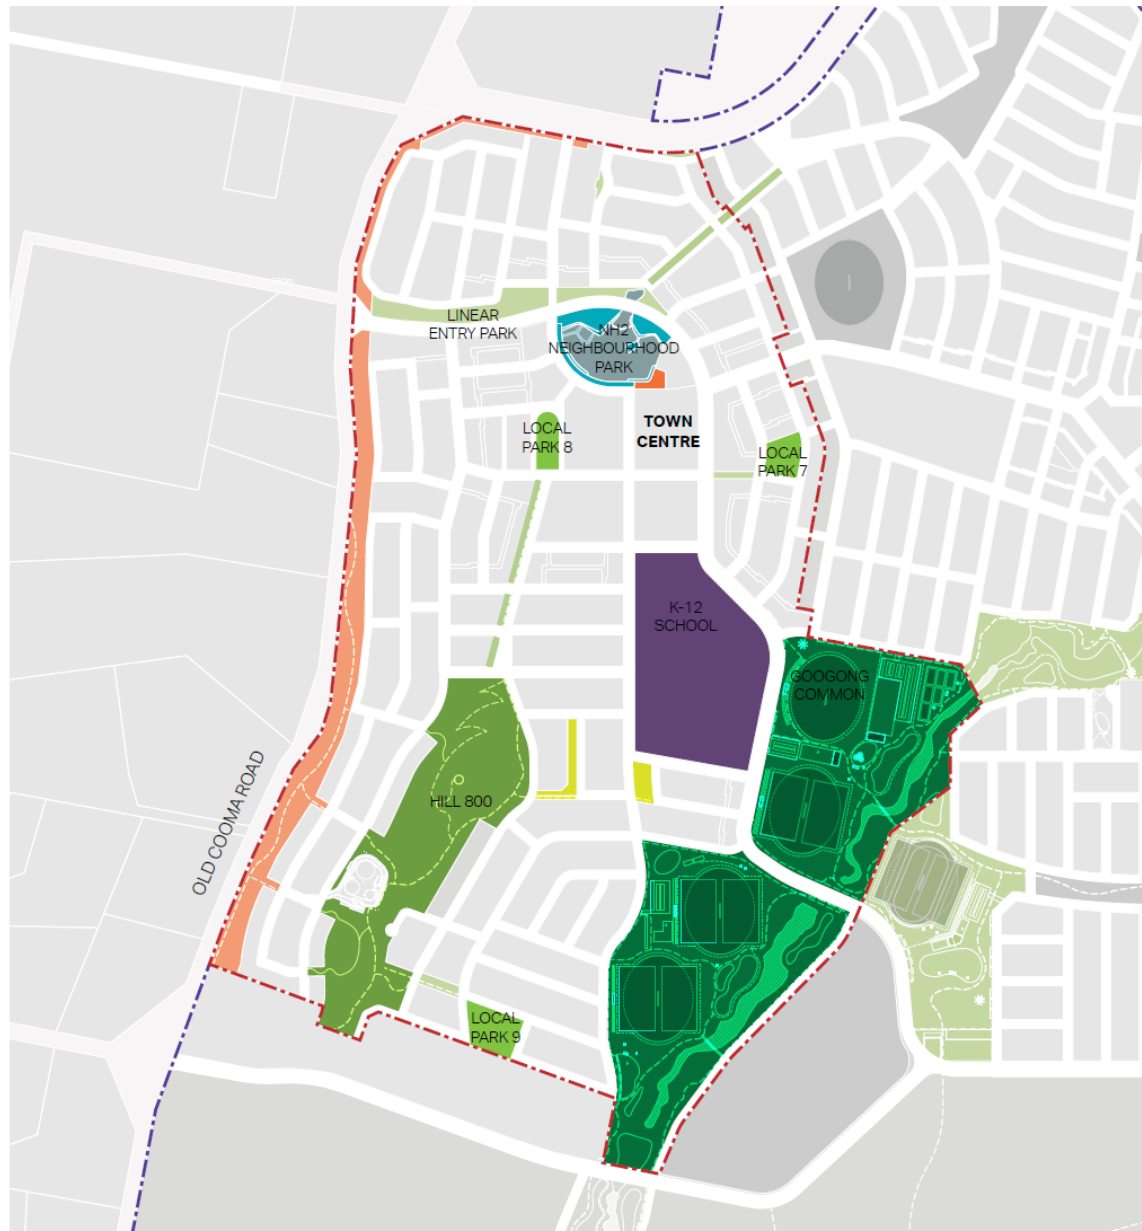 LINEAR
ENTRY PARK
NH2
NEIGHBOURHOOD
PARK
LOCAL
PARK 8
TOWN
CENTRE
LOCAL
PARK 7
K-12
SCHOOL
GOOGONG
COMMON
OLD COOMA ROAD
HILL 800
LOCAL
PARK 9